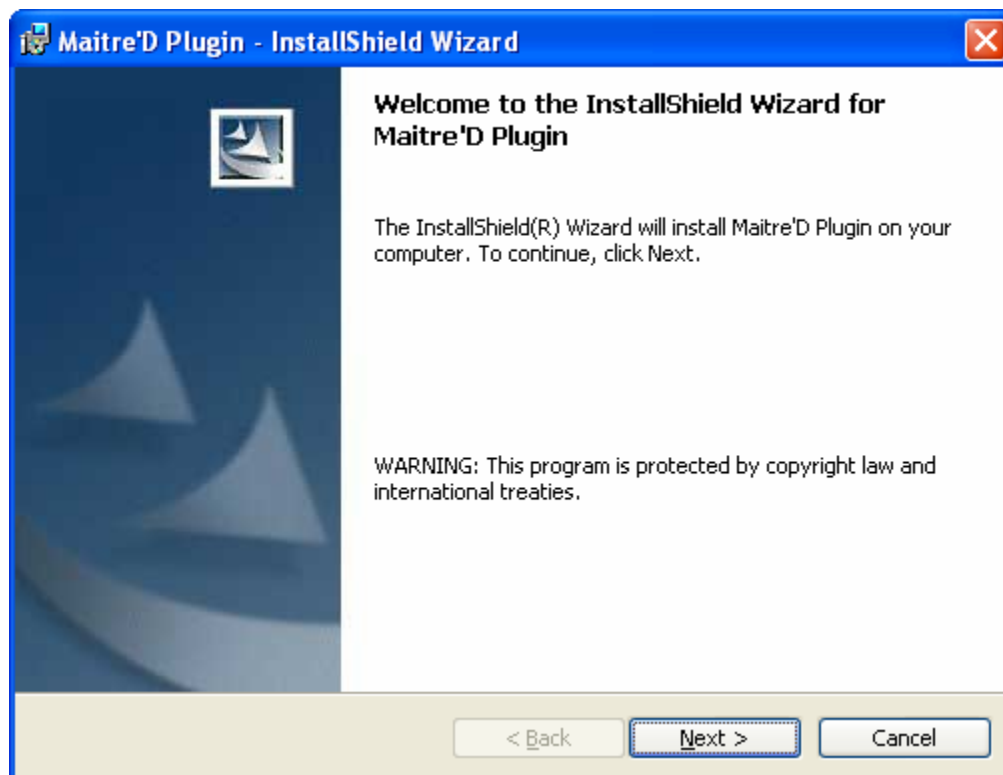 Maitre'D Plugin - InstallShield Wizard
Welcome to the InstallShield Wizard for
Maitre'D Plugin
The InstallShield(R) Wizard will install Maitre'D Plugin on your
computer. To continue, click Next.
WARNING: This program is protected by copyright law and
international treaties.
< Back
Next >
Cancel